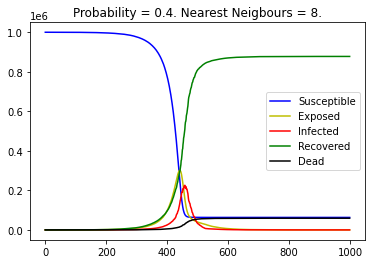 Probability = 0.4. Nearest Neigbours = 8.
1e6
1.0
0.8
0.6
0.4
0.2
0.0
Susceptible
Exposed
Infected
Recovered
Dead
0 200 400 600 800 1000